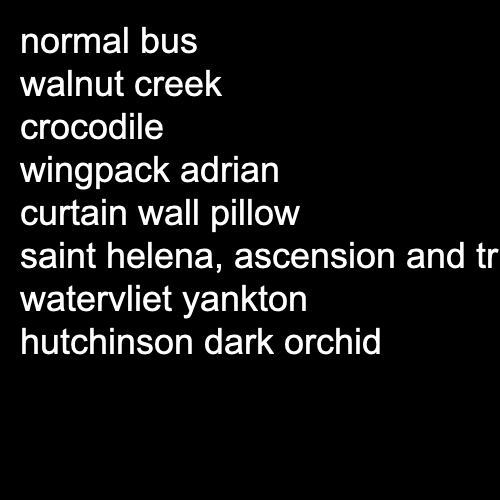 normal bus
walnut creek
crocodile
wingpack adrian
curtain wall pillow
saint helena, ascension and tr
watervliet yankton
hutchinson dark orchid